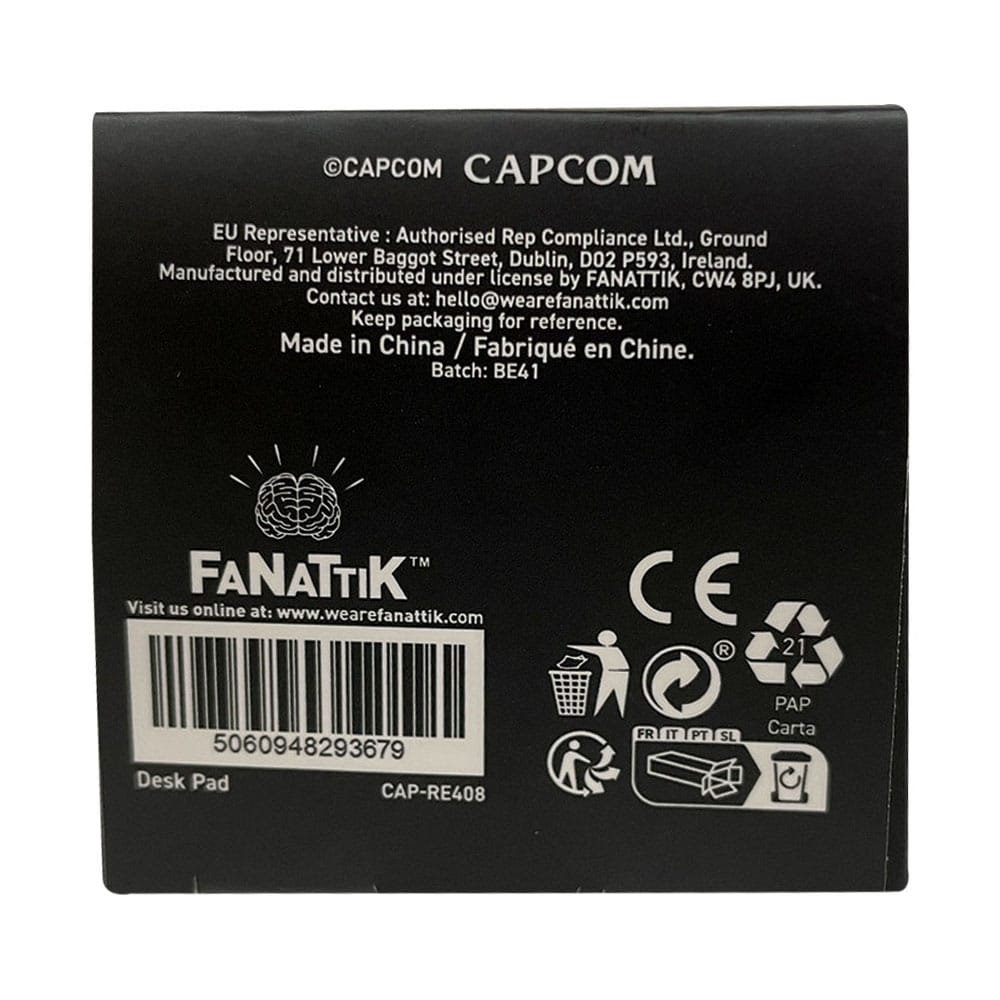 ©CAPCOM CAPCOM
EU Representative : Authorised Rep Compliance Ltd., Ground
Floor, 71 Lower Baggot Street, Dublin, D02 P593, Ireland.
Manufactured and distributed under license by FANATTIK, CW4 8PJ, UK.
Contact us at: hello@wearefanattik.com
Keep packaging for reference.
Made in China / Fabriqué en Chine.
Batch: BE41
FANATTIK™
Visit us online at: www.wearefanattik.com
5060948293679
Desk Pad
CAP-RE408
CE
®
21
PAP
Carta
FR IT PT SL